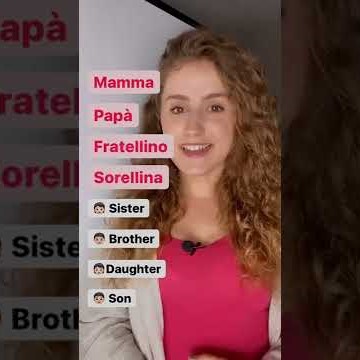 Mamma
Papà
Fratellino
Sorellina
👧🏻 Sister
👦🏻 Brother
👧🏻Daughter
👦🏻 Son